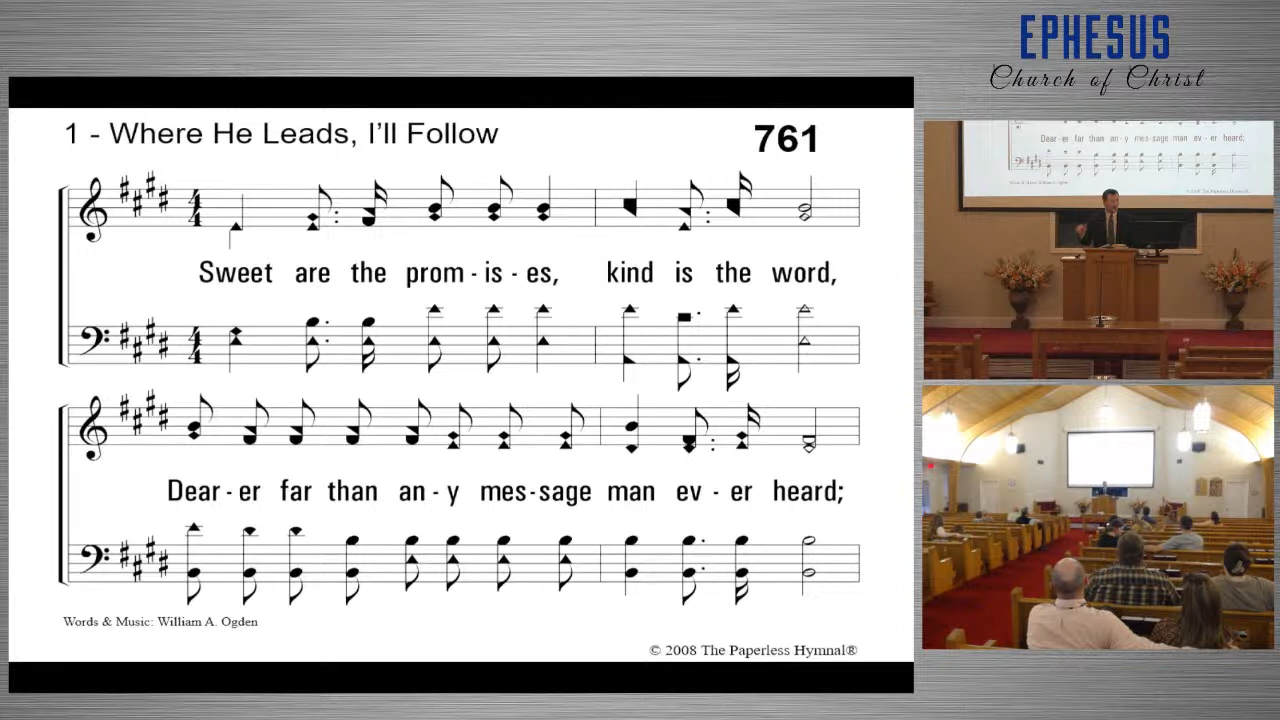 EPHESUS
Church of Christ
1 - Where He Leads, I'll Follow
761
Sweet are the prom - is - es, kind is the word,
Dear - er far than an - y mes - sage man ev - er heard;
Words & Music: William A. Ogden
© 2008 The Paperless Hymnal®
Dear-er far than an-y mes-sage man ev-er heard;